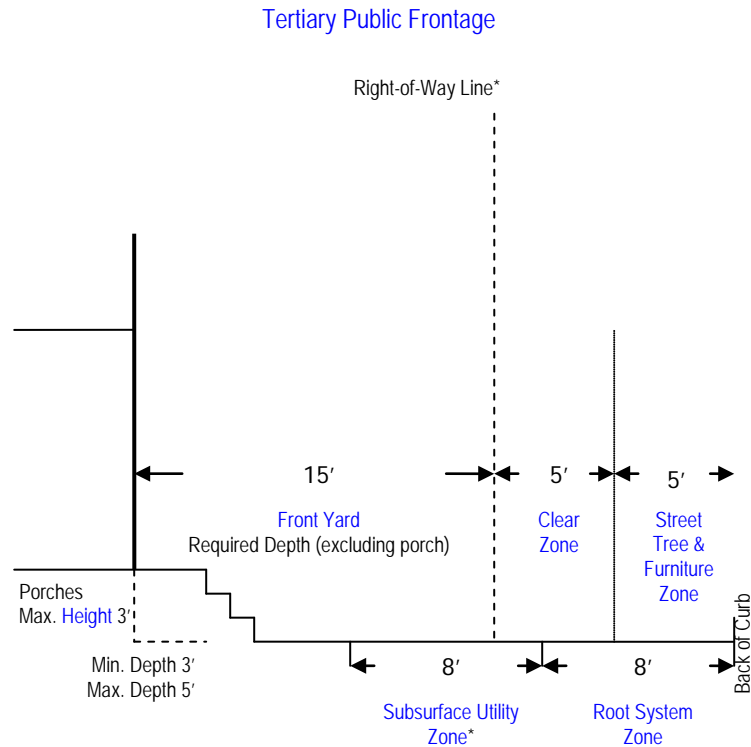 Tertiary Public Frontage
Right-of-Way Line*
15′
5′
5′
Front Yard
Required Depth (excluding porch)
Clear
Zone
Street
Tree &
Furniture
Zone
Porches
Max. Height 3′
Min. Depth 3′
Max. Depth 5′
8′
8′
Subsurface Utility
Zone*
Root System
Zone
Back of Curb